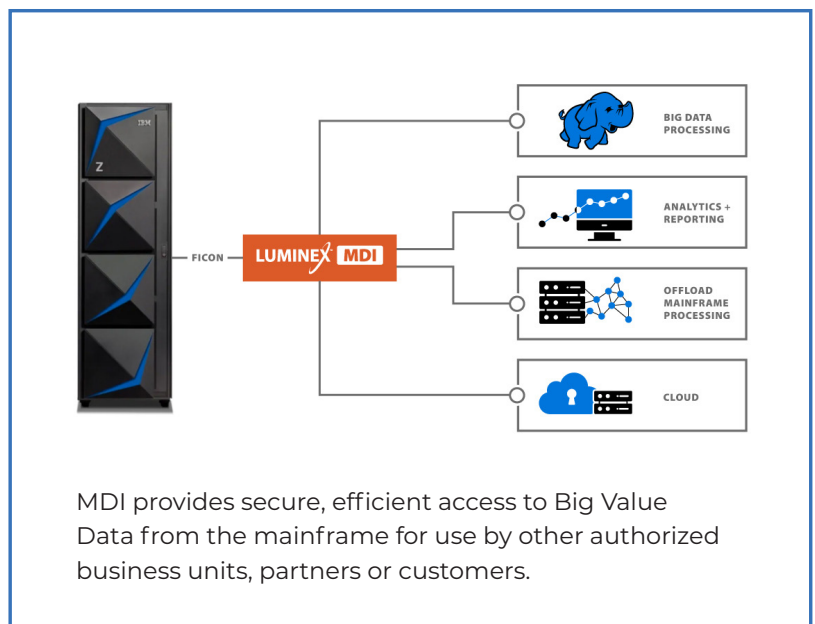 IBM
Z
FICON
LUMINEX MDI
BIG DATA
PROCESSING
ANALYTICS +
REPORTING
OFFLOAD
MAINFRAME
PROCESSING
CLOUD
MDI provides secure, efficient access to Big Value
Data from the mainframe for use by other authorized
business units, partners or customers.